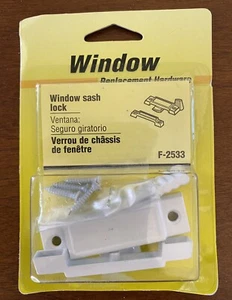 Window
Replacement Hardware
Window sash
lock
Ventana:
Seguro giratorio
Verrou de châssis
de fenêtre
F-2533